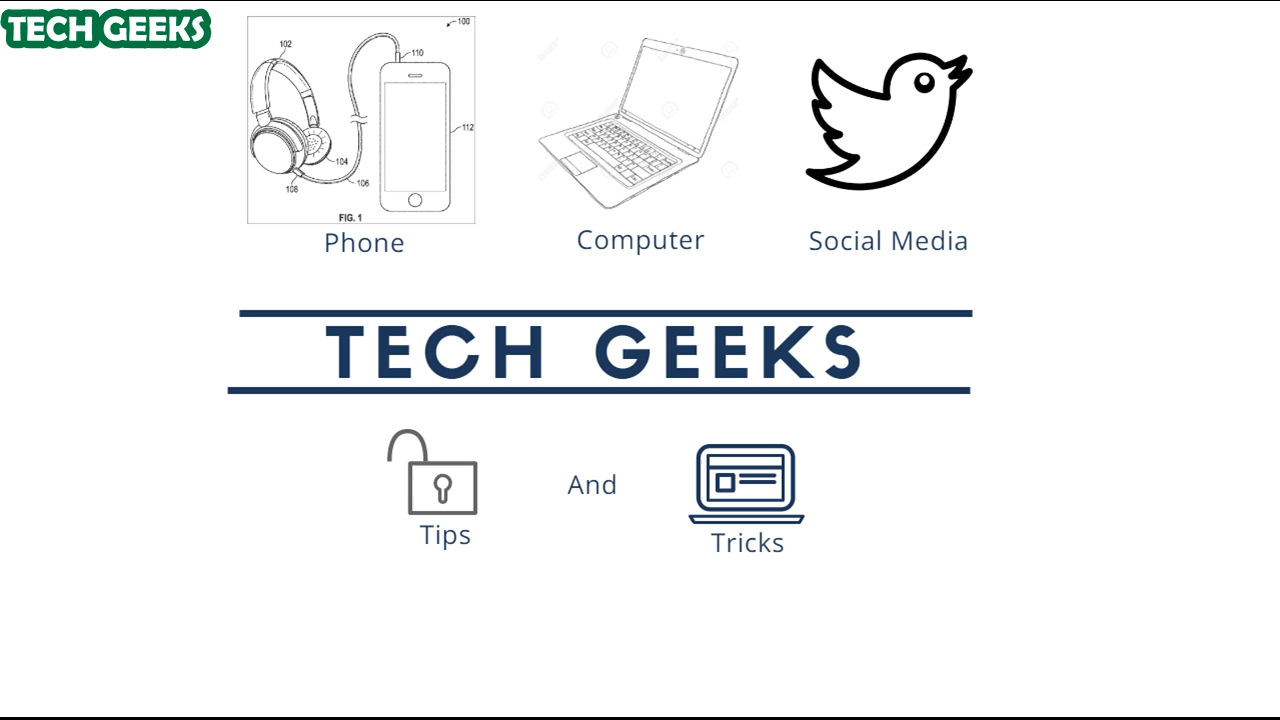 TECH GEEKS
100
102
110
112
104
106
108
FIG. 1
Phone
Computer
Social Media
TECH GEEKS
And
Tips
Tricks